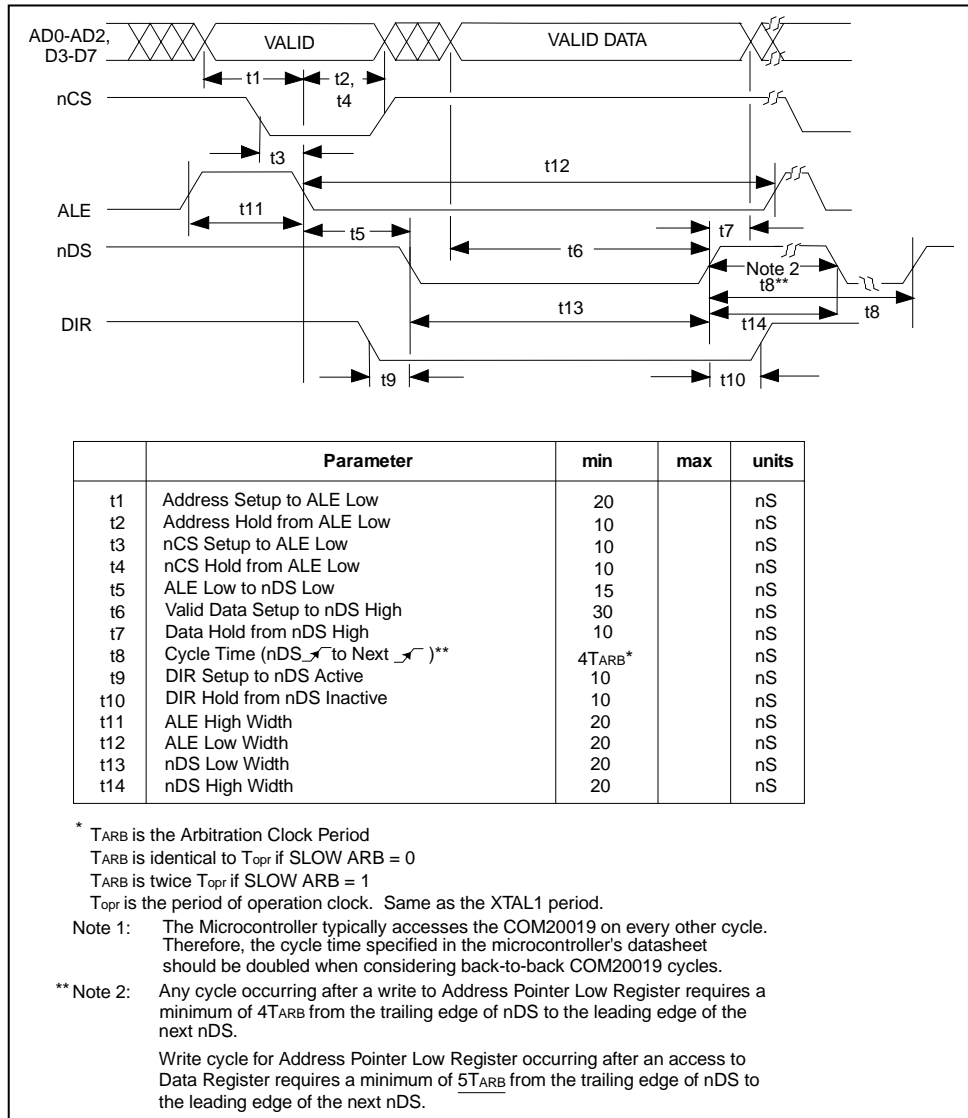 AD0-AD2,
D3-D7
VALID
VALID DATA
t1
t2,
t4
nCS
t3
t12
ALE
t11
t5
t7
nDS
t6
Note 2
t8**
t13
t8
DIR
t14
t9
t10
Parameter min max units
t1 Address Setup to ALE Low 20 nS
t2 Address Hold from ALE Low 10 nS
t3 nCS Setup to ALE Low 10 nS
t4 nCS Hold from ALE Low 10 nS
t5 ALE Low to nDS Low 15 nS
t6 Valid Data Setup to nDS High 30 nS
t7 Data Hold from nDS High 10 nS
t8 Cycle Time (nDS to Next )** 4TARB* nS
t9 DIR Setup to nDS Active 10 nS
t10 DIR Hold from nDS Inactive 10 nS
t11 ALE High Width 20 nS
t12 ALE Low Width 20 nS
t13 nDS Low Width 20 nS
t14 nDS High Width 20 nS
* TARB is the Arbitration Clock Period
TARB is identical to Topr if SLOW ARB = 0
TARB is twice Topr if SLOW ARB = 1
Topr is the period of operation clock. Same as the XTAL1 period.
Note 1: The Microcontroller typically accesses the COM20019 on every other cycle.
Therefore, the cycle time specified in the microcontroller's datasheet
should be doubled when considering back-to-back COM20019 cycles.
** Note 2: Any cycle occurring after a write to Address Pointer Low Register requires a
minimum of 4TARB from the trailing edge of nDS to the leading edge of the
next nDS.
Write cycle for Address Pointer Low Register occurring after an access to
Data Register requires a minimum of 5TARB from the trailing edge of nDS to
the leading edge of the next nDS.